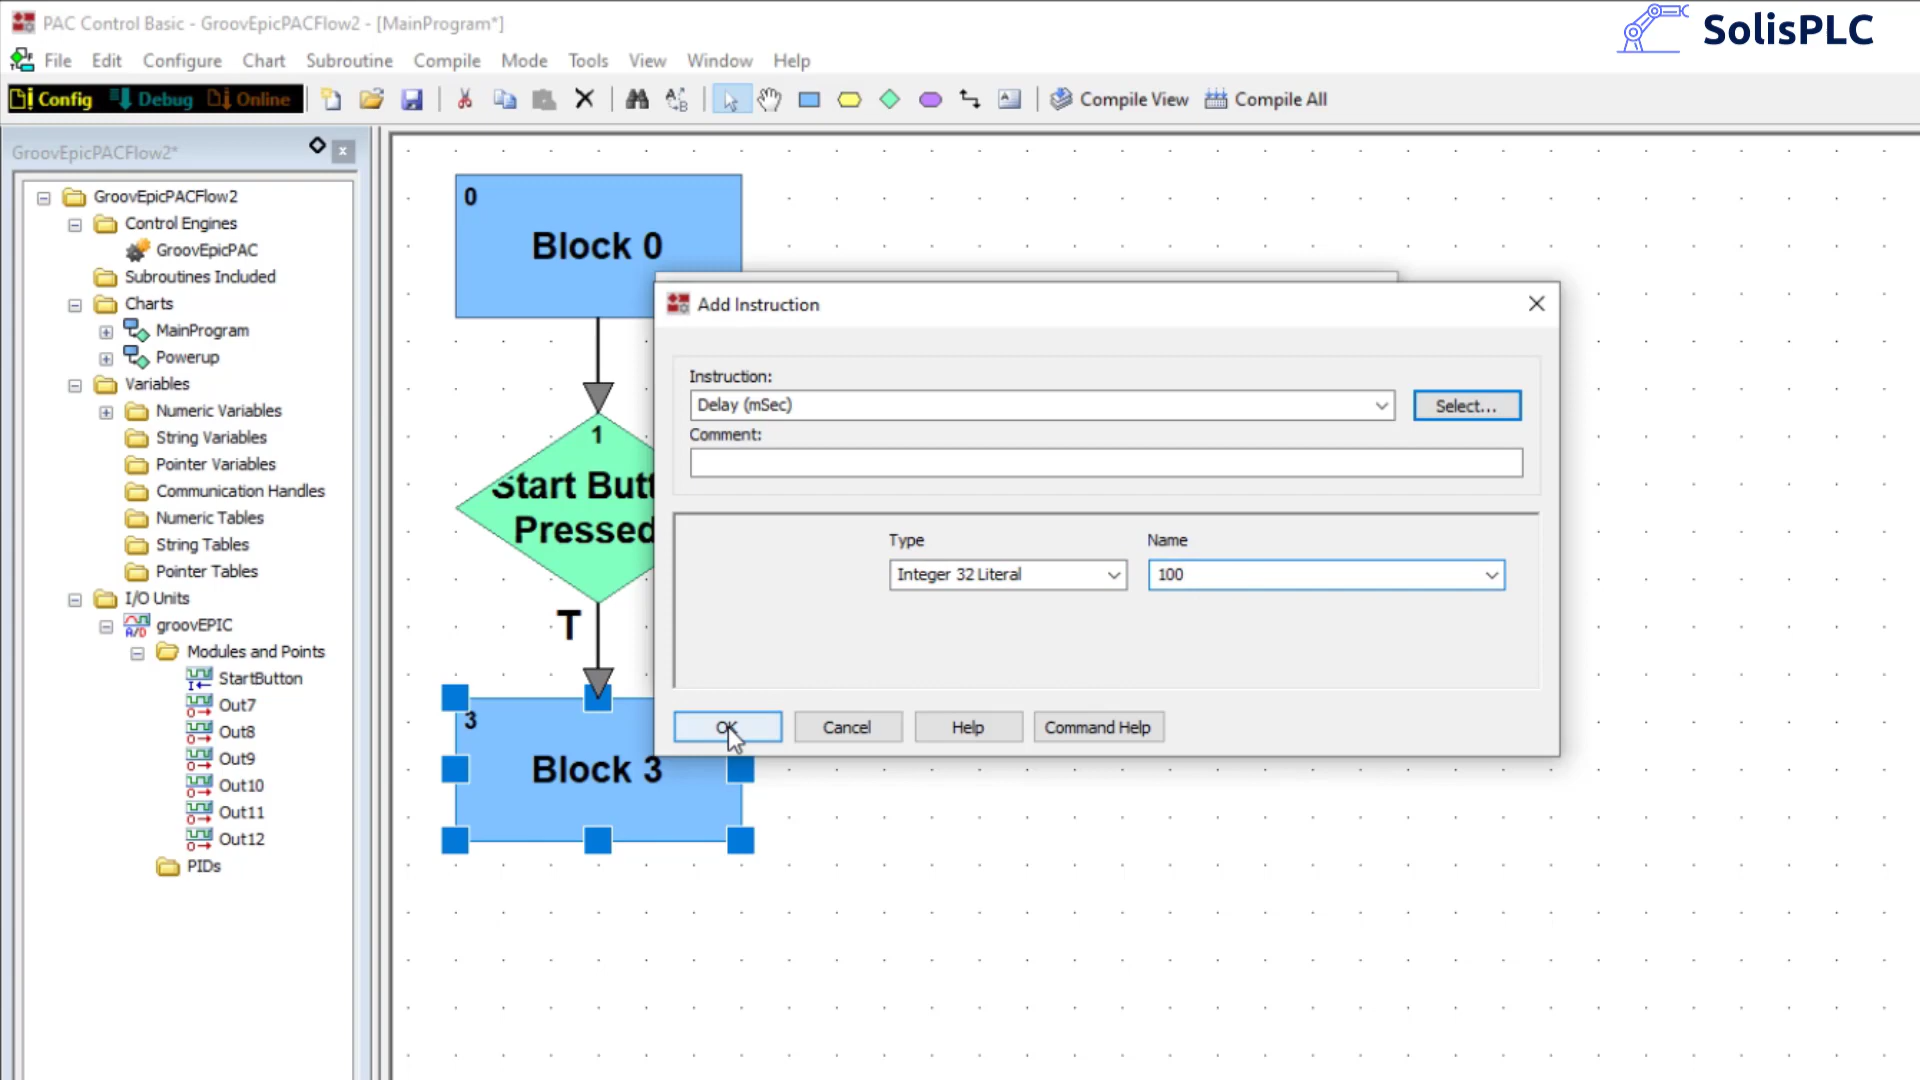 PAC Control Basic - GroovEpicPACFlow2 - [MainProgram*]
SolisPLC
File Edit Configure Chart Subroutine Compile Mode Tools View Window Help
Config Debug Online Compile View Compile All
GroovEpicPACFlow2*
GroovEpicPACFlow2
Control Engines
GroovEpicPAC
Subroutines Included
Charts
MainProgram
Powerup
Variables
Numeric Variables
String Variables
Pointer Variables
Communication Handles
Numeric Tables
String Tables
Pointer Tables
I/O Units
groovEPIC
Modules and Points
StartButton
Out7
Out8
Out9
Out10
Out11
Out12
PIDs
0
Block 0
1
Start Butt
Pressed
T
3
Block 3
Add Instruction
Instruction:
Delay (mSec)
Select...
Comment:
Type Name
Integer 32 Literal 100
OK Cancel Help Command Help